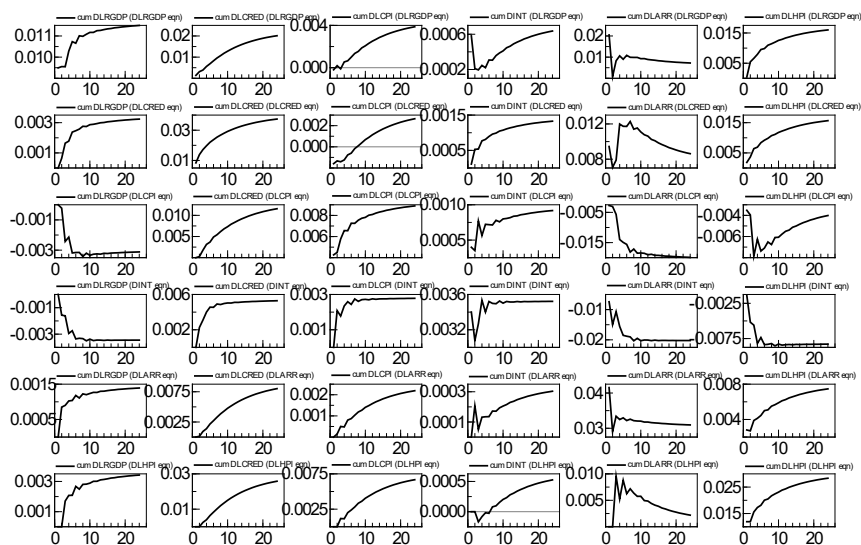 cum DLRGDP (DLRGDP eqn) cum DLCRED (DLRGDP eqn) cum DLCPI (DLRGDP eqn) cum DINT (DLRGDP eqn) cum DLARR (DLRGDP eqn) cum DLHPI (DLRGDP eqn)
0.011 0.02 0.004 0.0006 0.02 0.015
0.010 0.01 0.000 0.0002 0.01 0.005
0 10 20 0 10 20 0 10 20 0 10 20 0 10 20 0 10 20
cum DLRGDP (DLCRED eqn) cum DLCRED (DLCRED eqn) cum DLCPI (DLCRED eqn) cum DINT (DLCRED eqn) cum DLARR (DLCRED eqn) cum DLHPI (DLCRED eqn)
0.003 0.03 0.002 0.0015 0.012 0.015
0.001 0.01 0.000 0.0005 0.008 0.005
0 10 20 0 10 20 0 10 20 0 10 20 0 10 20 0 10 20
cum DLRGDP (DLCPI eqn) cum DLCRED (DLCPI eqn) cum DLCPI (DLCPI eqn) cum DINT (DLCPI eqn) cum DLARR (DLCPI eqn) cum DLHPI (DLCPI eqn)
-0.001 0.010 0.008 0.0010 -0.005 -0.004
-0.003 0.005 0.006 0.0005 -0.015 -0.006
0 10 20 0 10 20 0 10 20 0 10 20 0 10 20 0 10 20
cum DLRGDP (DINT eqn) cum DLCRED (DINT eqn) cum DLCPI (DINT eqn) cum DINT (DINT eqn) cum DLARR (DINT eqn) cum DLHPI (DINT eqn)
-0.001 0.006 0.003 0.0036 -0.01 -0.0025
-0.003 0.002 0.001 0.0032 -0.02 -0.0075
0 10 20 0 10 20 0 10 20 0 10 20 0 10 20 0 10 20
cum DLRGDP (DLARR eqn) cum DLCRED (DLARR eqn) cum DLCPI (DLARR eqn) cum DINT (DLARR eqn) cum DLARR (DLARR eqn) cum DLHPI (DLARR eqn)
0.0015 0.0075 0.002 0.0003 0.04 0.008
0.0005 0.0025 0.001 0.0001 0.03 0.004
0 10 20 0 10 20 0 10 20 0 10 20 0 10 20 0 10 20
cum DLRGDP (DLHPI eqn) cum DLCRED (DLHPI eqn) cum DLCPI (DLHPI eqn) cum DINT (DLHPI eqn) cum DLARR (DLHPI eqn) cum DLHPI (DLHPI eqn)
0.003 0.03 0.0075 0.0005 0.010 0.025
0.001 0.01 0.0025 0.0000 0.005 0.015
0 10 20 0 10 20 0 10 20 0 10 20 0 10 20 0 10 20